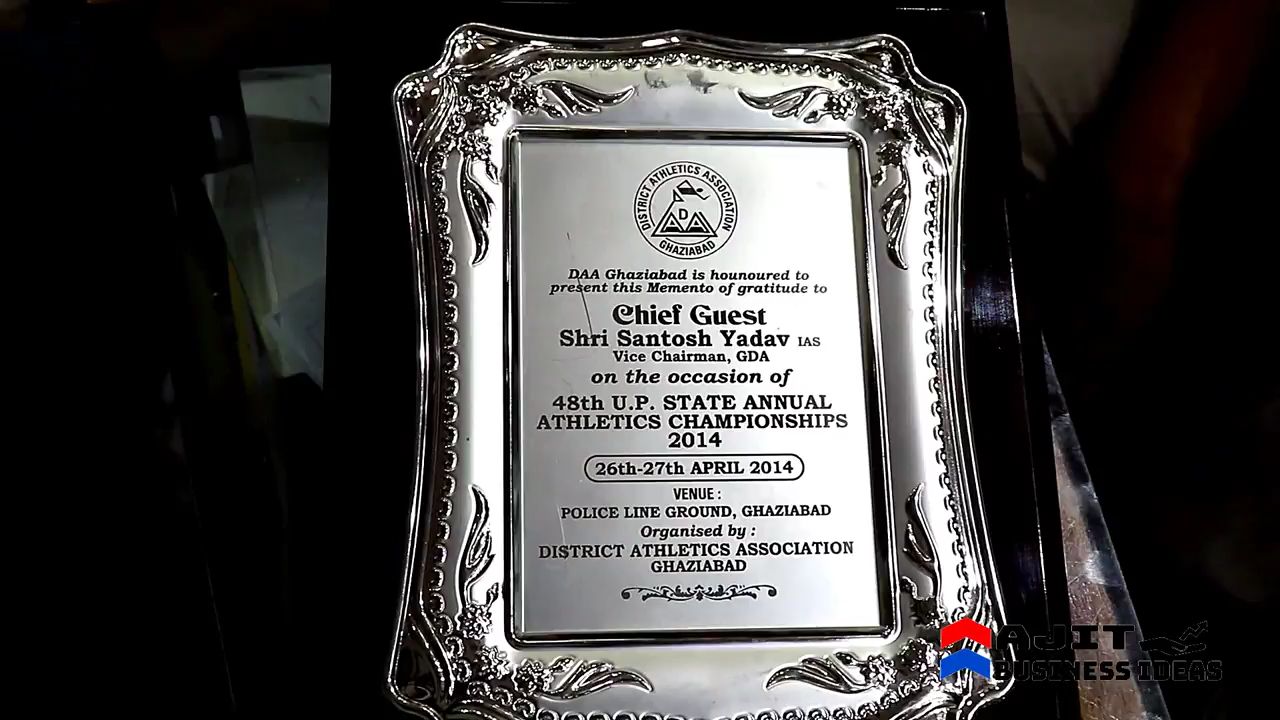 DISTRICT ATHLETICS ASSOCIATION
DAA
GHAZIABAD
DAA Ghaziabad is hounoured to
present this Memento of gratitude to
Chief Guest
Shri Santosh Yadav IAS
Vice Chairman, GDA
on the occasion of
48th U.P. STATE ANNUAL
ATHLETICS CHAMPIONSHIPS
2014
26th-27th APRIL 2014
VENUE :
POLICE LINE GROUND, GHAZIABAD
Organised by :
DISTRICT ATHLETICS ASSOCIATION
GHAZIABAD
AJIT
BUSINESS IDEAS